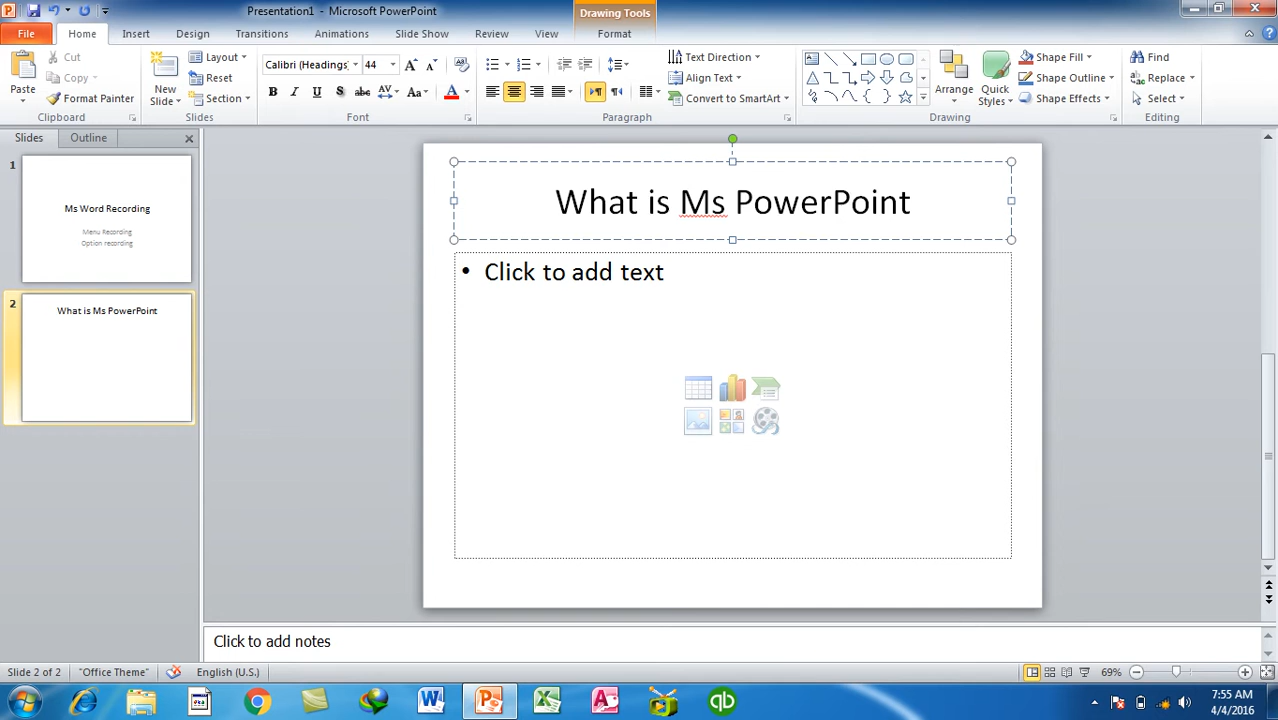 Presentation1 - Microsoft PowerPoint
Drawing Tools
File Home Insert Design Transitions Animations Slide Show Review View Format
Paste
Cut
Copy
Format Painter
Clipboard
New Slide
Layout
Reset
Section
Slides
Calibri (Headings) 44
B I U S abc AV Aa A
Font
Text Direction
Align Text
Convert to SmartArt
Paragraph
Arrange
Quick Styles
Shape Fill
Shape Outline
Shape Effects
Drawing
Find
Replace
Select
Editing
Slides Outline
1
Ms Word Recording
Menu Recording
Option recording
2
What is Ms PowerPoint
What is Ms PowerPoint
• Click to add text
Click to add notes
Slide 2 of 2 "Office Theme" English (U.S.) 69%
7:55 AM
4/4/2016